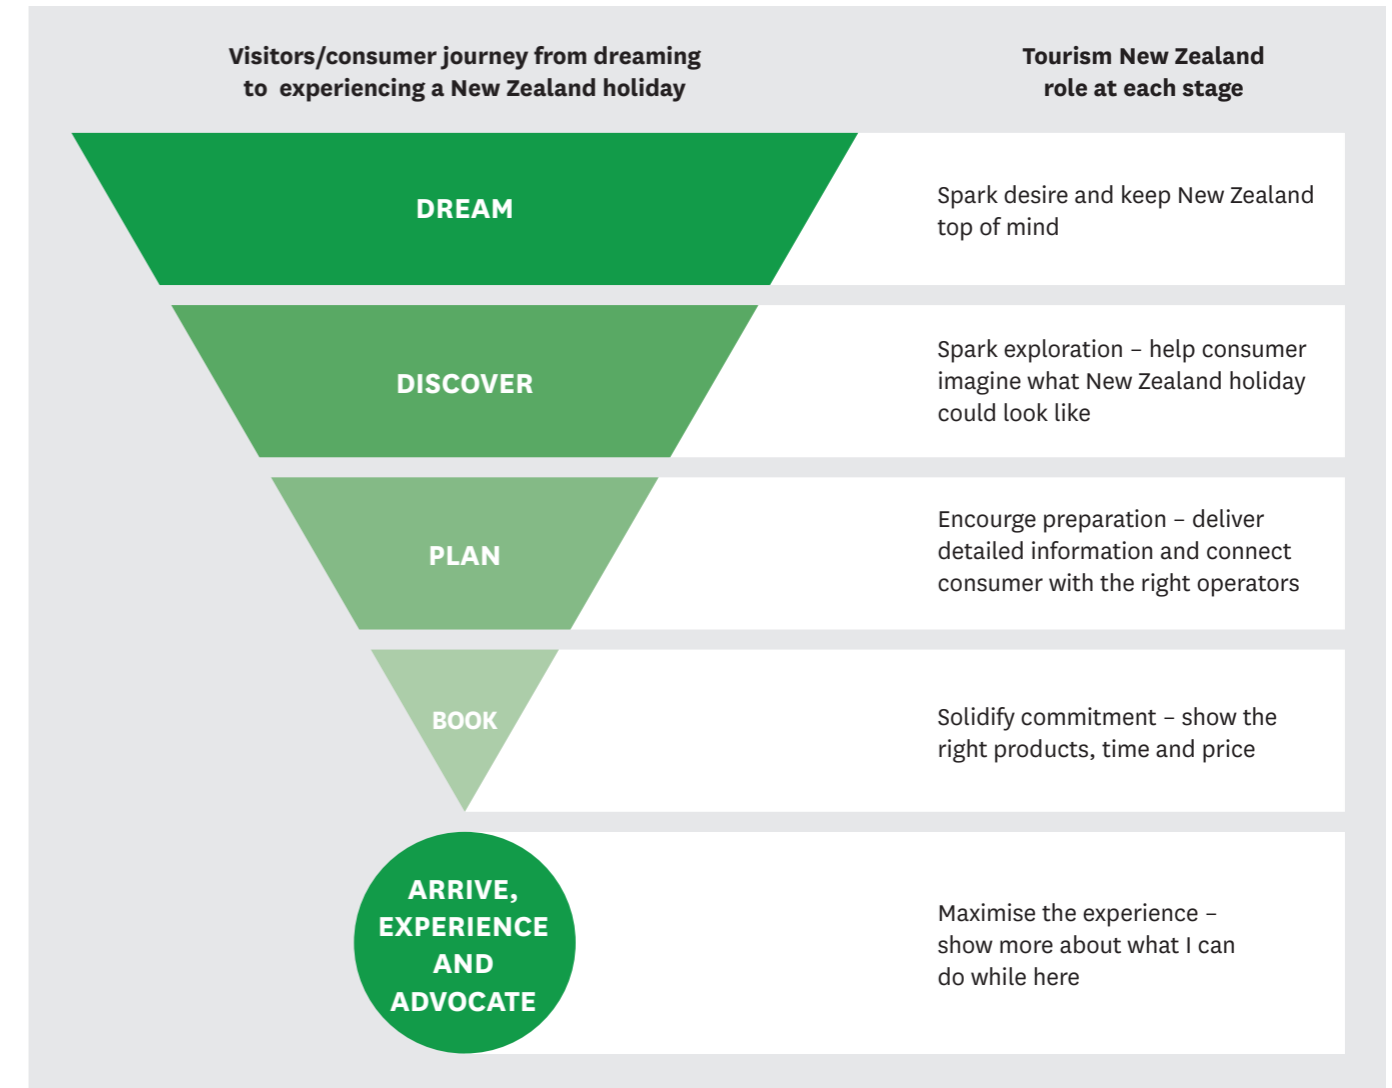 Visitors/consumer journey from dreaming
to experiencing a New Zealand holiday
Tourism New Zealand
role at each stage
DREAM
Spark desire and keep New Zealand
top of mind
DISCOVER
Spark exploration – help consumer
imagine what New Zealand holiday
could look like
PLAN
Encourge preparation – deliver
detailed information and connect
consumer with the right operators
BOOK
Solidify commitment – show the
right products, time and price
ARRIVE,
EXPERIENCE
AND
ADVOCATE
Maximise the experience –
show more about what I can
do while here